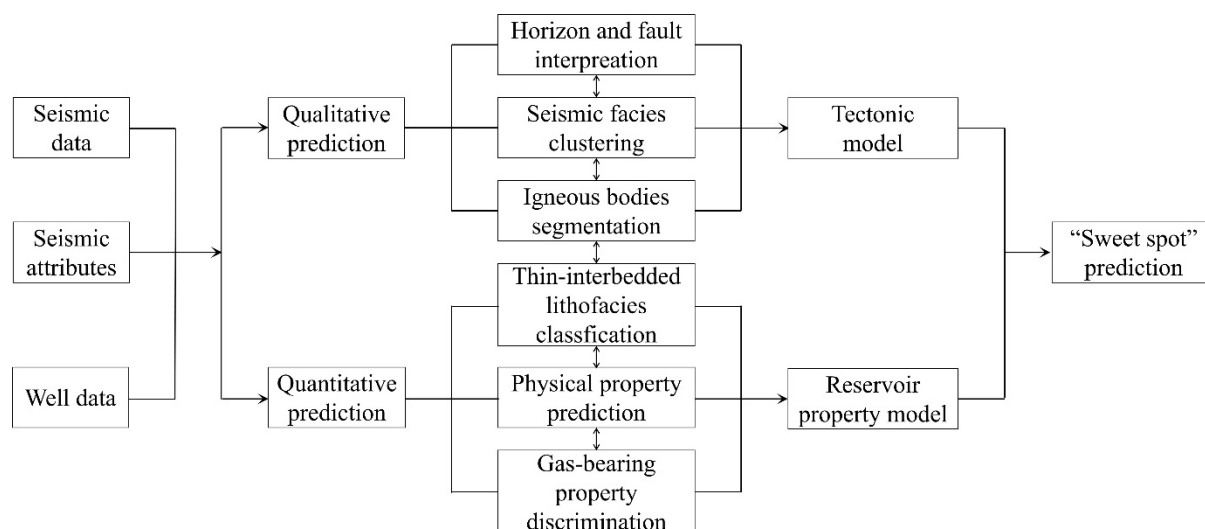 Horizon and fault
interpreation
Seismic
data
Qualitative
prediction
Seismic facies
clustering
Tectonic
model
Igneous bodies
segmentation
Seismic
attributes
“Sweet spot”
prediction
Thin-interbedded
lithofacies
classfication
Well data
Quantitative
prediction
Physical property
prediction
Reservoir
property model
Gas-bearing
property
discrimination